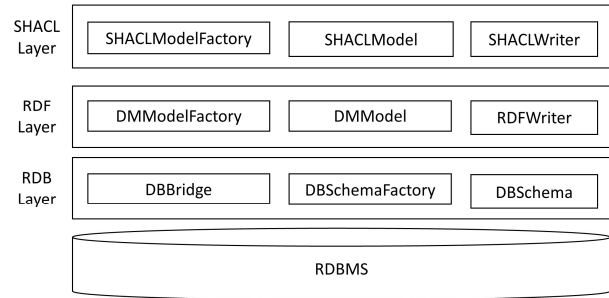 SHACL
Layer
SHACLModelFactory
SHACLModel
SHACLWriter
RDF
Layer
DMModelFactory
DMModel
RDFWriter
RDB
Layer
DBBridge
DBSchemaFactory
DBSchema
RDBMS